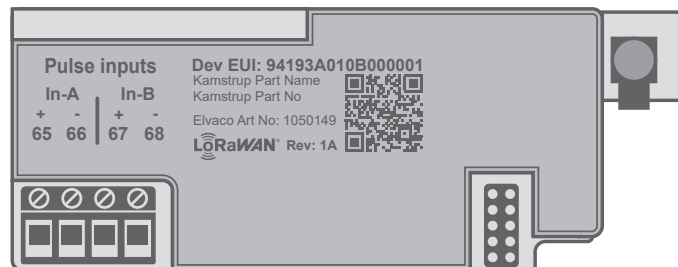 Pulse inputs
In-A In-B
+ - + -
65 66 67 68
Dev EUI: 94193A010B000001
Kamstrup Part Name
Kamstrup Part No
Elvaco Art No: 1050149
LoRaWAN® Rev: 1A